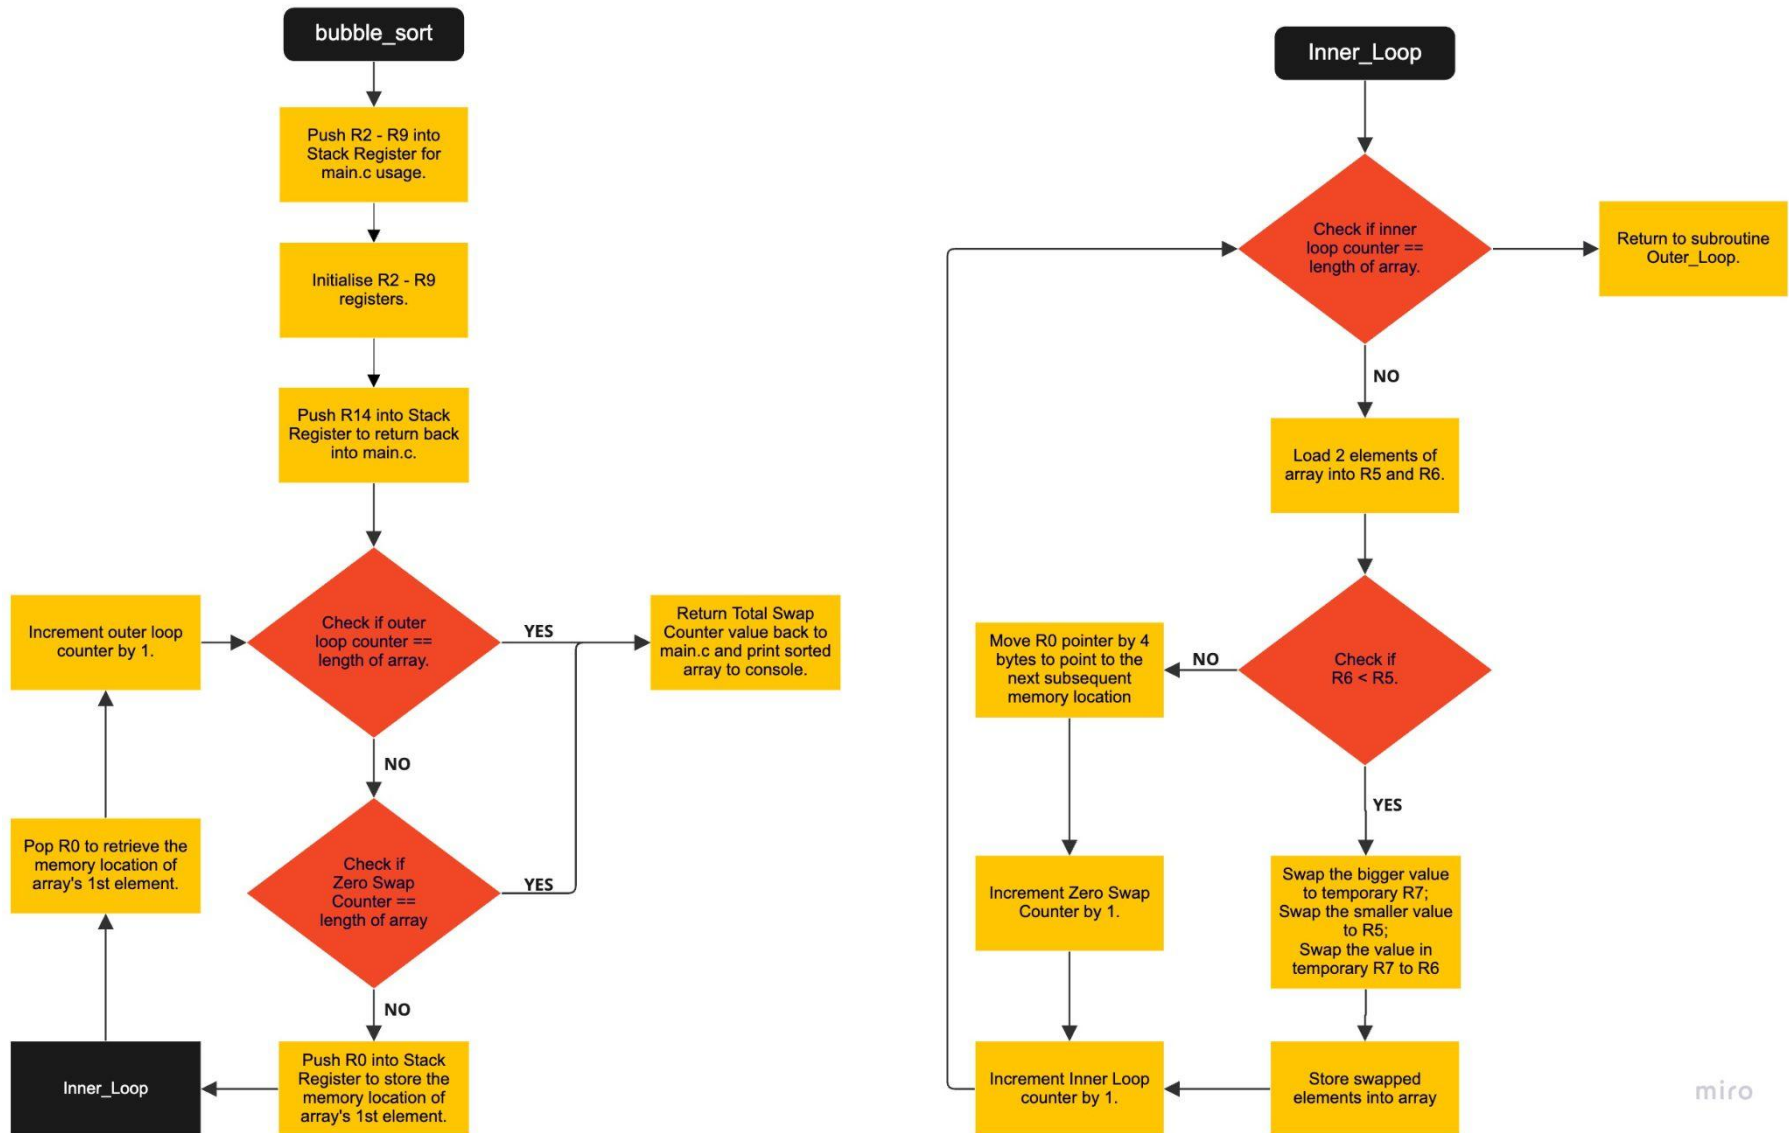 bubble_sort
Push R2 - R9 into
Stack Register for
main.c usage.
Initialise R2 - R9
registers.
Push R14 into Stack
Register to return back
into main.c.
Check if outer
loop counter ==
length of array.
YES
Return Total Swap
Counter value back to
main.c and print sorted
array to console.
Increment outer loop
counter by 1.
NO
Check if
Zero Swap
Counter ==
length of array
YES
Pop R0 to retrieve the
memory location of
array's 1st element.
NO
Push R0 into Stack
Register to store the
memory location of
array's 1st element.
Inner_Loop
Inner_Loop
Check if inner
loop counter ==
length of array.
Return to subroutine
Outer_Loop.
NO
Load 2 elements of
array into R5 and R6.
Check if
R6 < R5.
NO
Move R0 pointer by 4
bytes to point to the
next subsequent
memory location
YES
Increment Zero Swap
Counter by 1.
Swap the bigger value
to temporary R7;
Swap the smaller value
to R5;
Swap the value in
temporary R7 to R6
Store swapped
elements into array
Increment Inner Loop
counter by 1.
miro